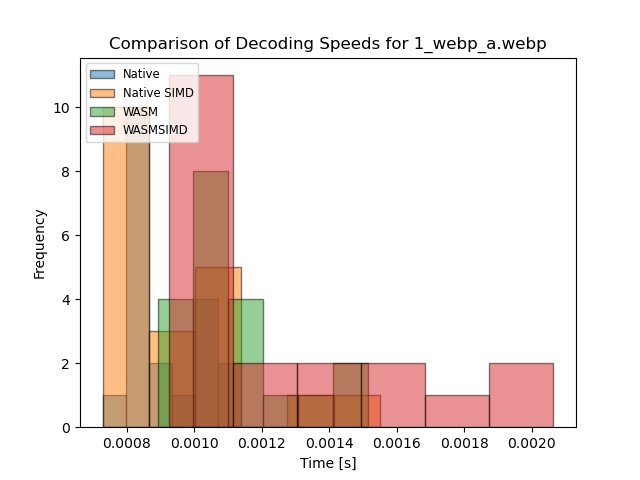 Comparison of Decoding Speeds for 1_webp_a.webp
Native
Native SIMD
WASM
WASMSIMD
10
8
6
4
2
0
Frequency
0.0008 0.0010 0.0012 0.0014 0.0016 0.0018 0.0020
Time [s]